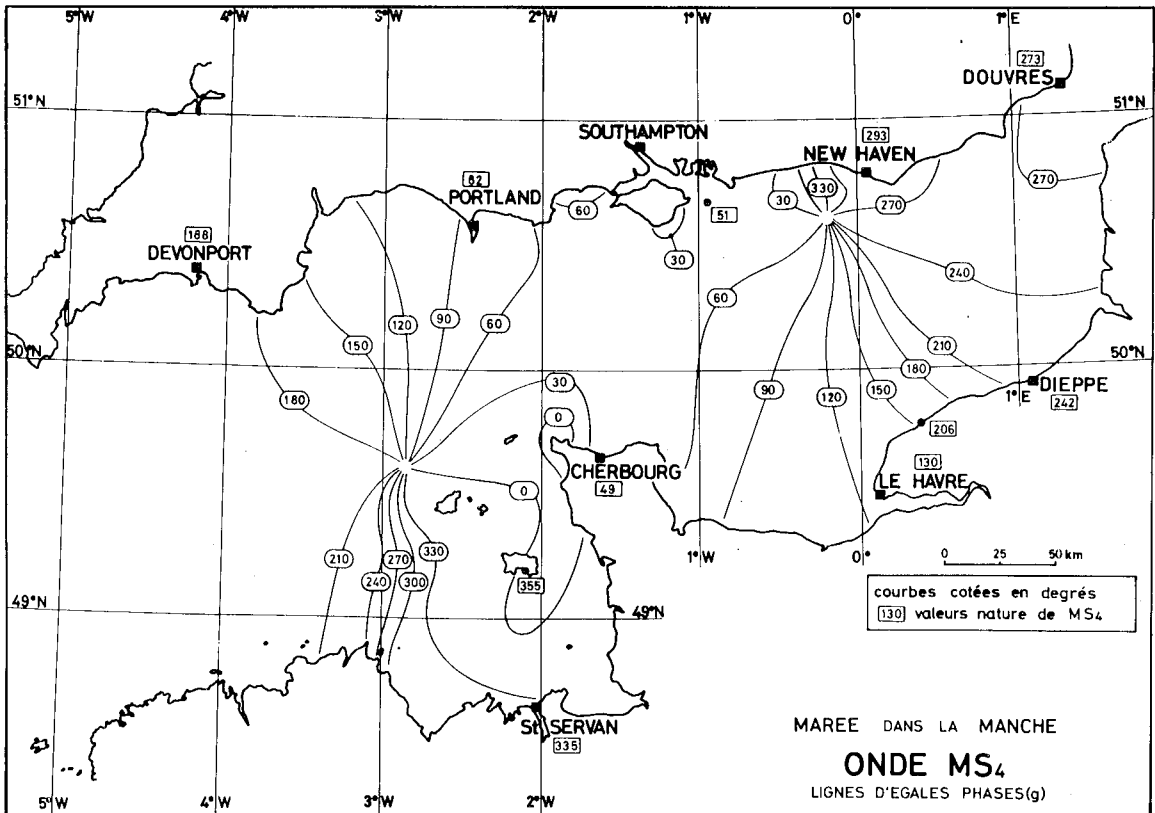 5°W 4°W 3°W 2°W 1°W 0° 1°E
273
DOUVRES
51°N 51°N
SOUTHAMPTON
293
NEW HAVEN
82
PORTLAND
60
30 330 270 270
51
188
DEVONPORT
30
240
60
120 90 60
150
210
50°N 50°N
180
150
180
90 120
DIEPPE
1°E
242
30
0
206
CHERBOURG
49
130
LE HAVRE
0
1°W 0°
0 25 50 km
210 270 330
240 300
355
courbes cotées en degrés
130 valeurs nature de MS4
49°N 49°N
St SERVAN
335
MAREE DANS LA MANCHE
ONDE MS4
LIGNES D'EGALES PHASES(g)
5°W 4°W 3°W 2°W